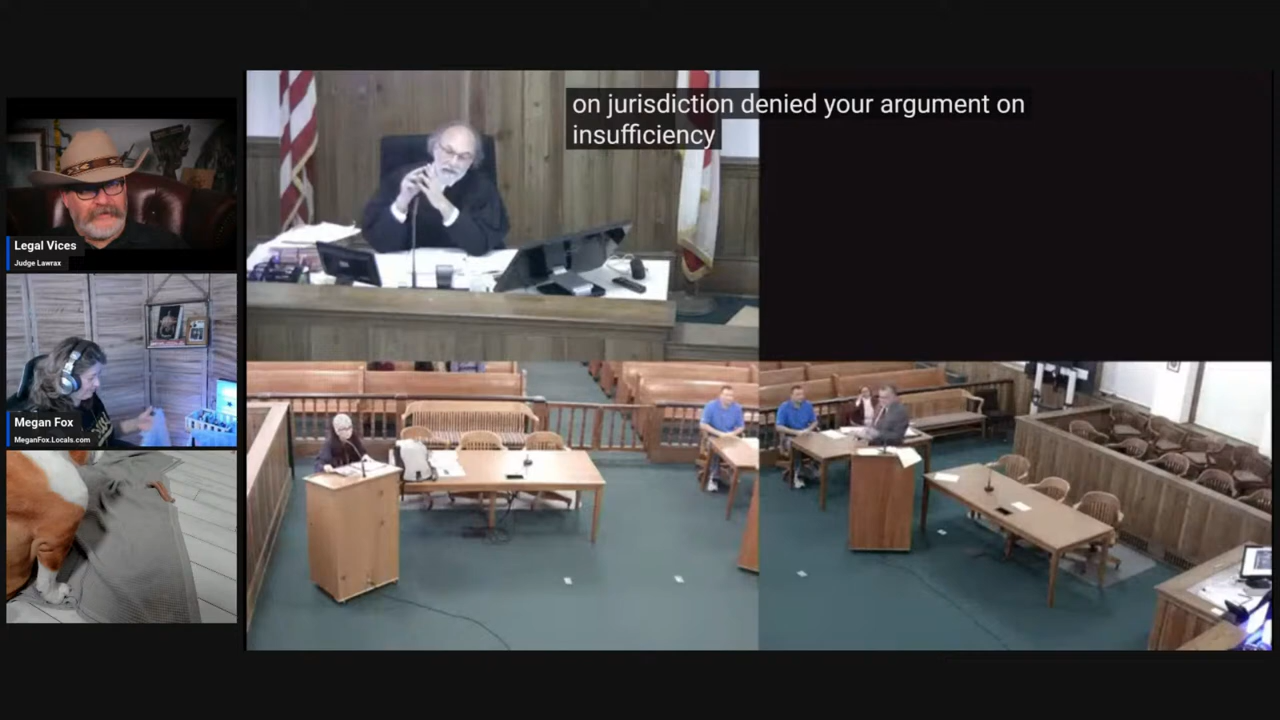 on jurisdiction denied your argument on
insufficiency
Legal Vices
Judge Lawrax
Megan Fox
MeganFox.Locals.com